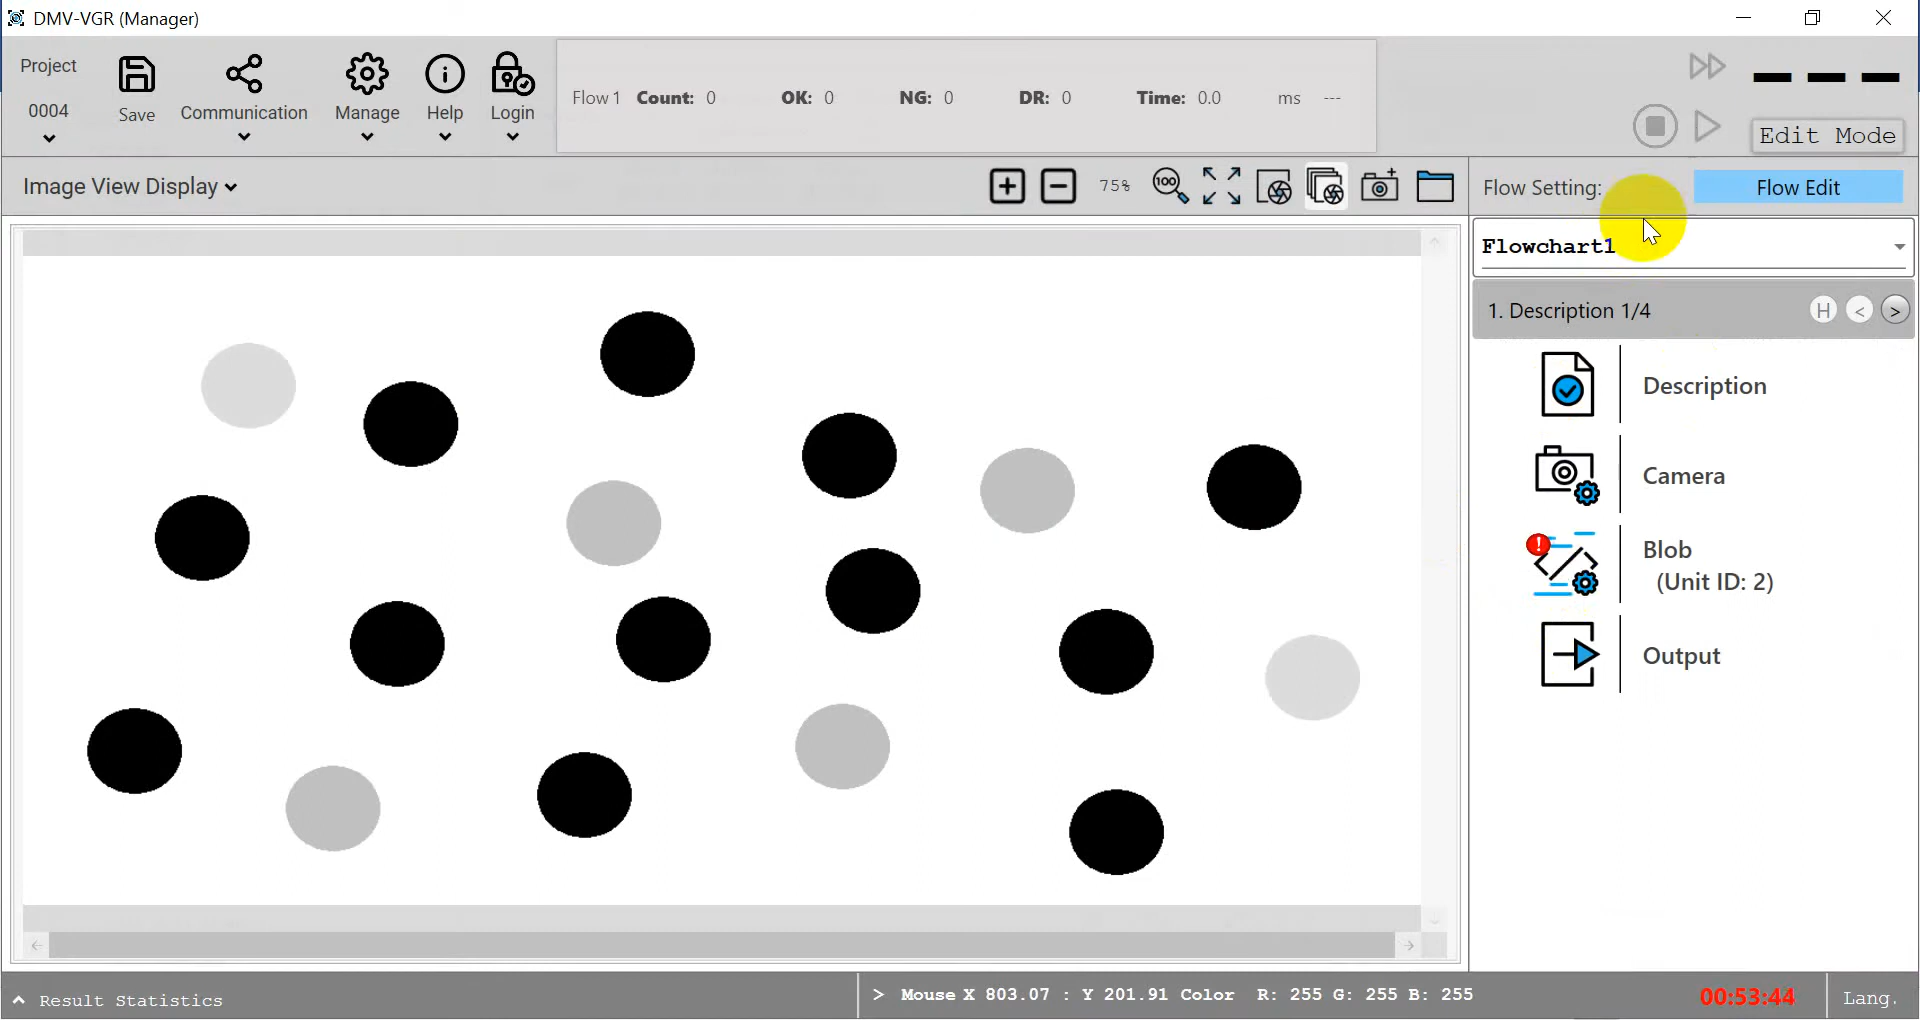 DMV-VGR (Manager)
Project
0004
Save
Communication
Manage
Help
Login
Flow 1 Count: 0 OK: 0 NG: 0 DR: 0 Time: 0.0 ms ---
Edit Mode
Image View Display
75%
100
Flow Setting:
Flow Edit
Flowchart1
1. Description 1/4
H < >
Description
Camera
!
Blob
(Unit ID: 2)
Output
Result Statistics
> Mouse X 803.07 : Y 201.91 Color R: 255 G: 255 B: 255
00:53:44
Lang.